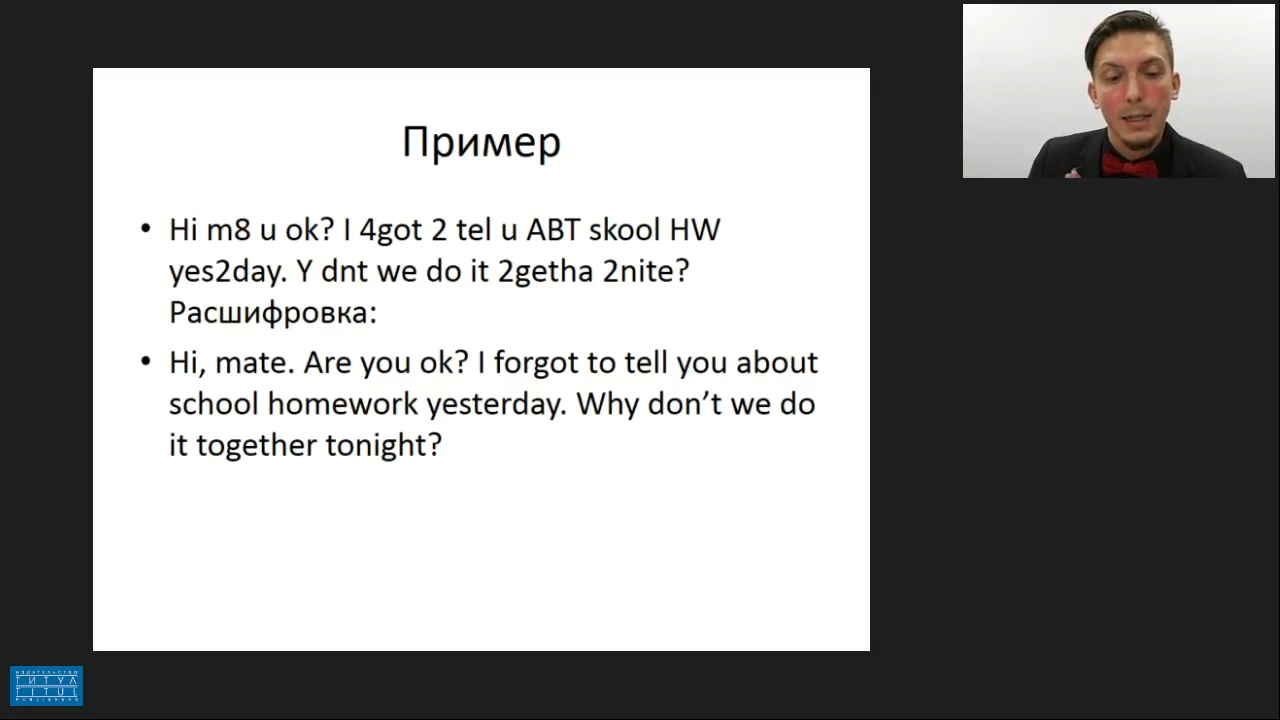 Пример
• Hi m8 u ok? I 4got 2 tel u ABT skool HW
yes2day. Y dnt we do it 2getha 2nite?
Расшифровка:
• Hi, mate. Are you ok? I forgot to tell you about
school homework yesterday. Why don’t we do
it together tonight?
ИЗДАТЕЛЬСТВО
ТИТУЛ
TITUL
PUBLISHERS